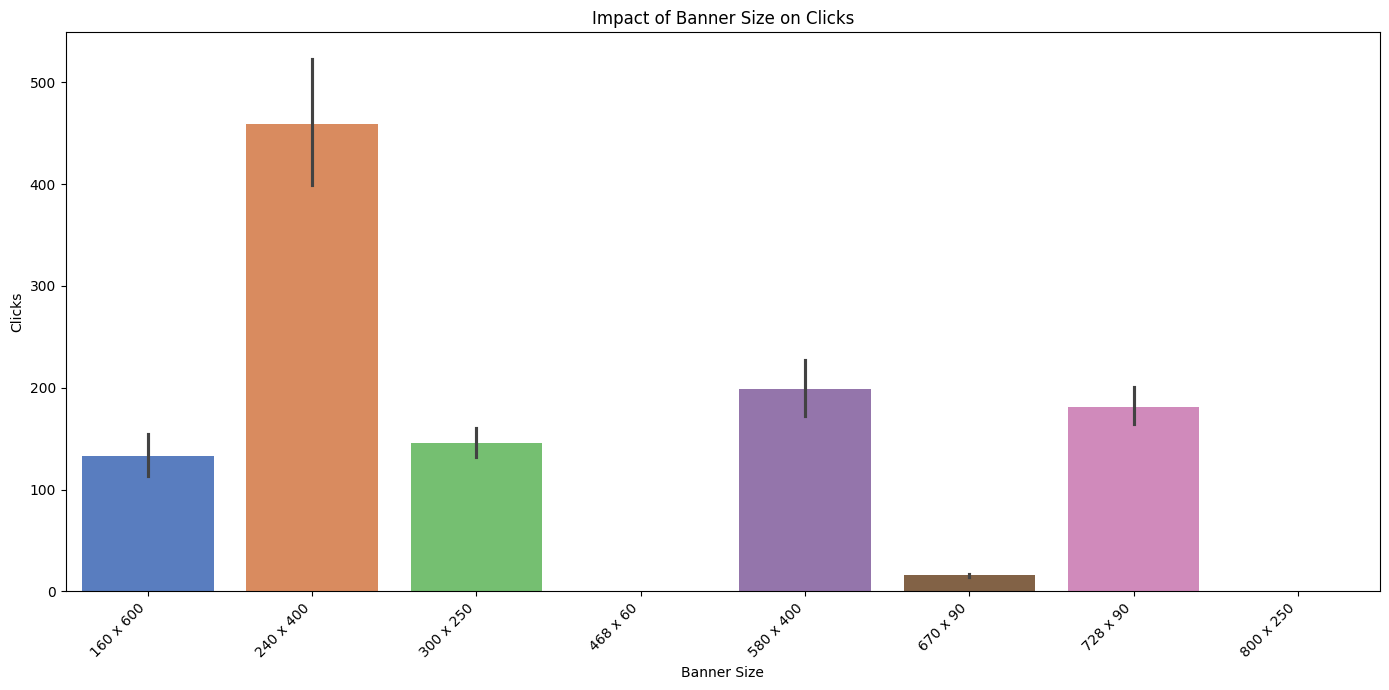 Impact of Banner Size on Clicks
500
400
300
200
100
0
Clicks
160 x 600
240 x 400
300 x 250
468 x 60
580 x 400
670 x 90
728 x 90
800 x 250
Banner Size